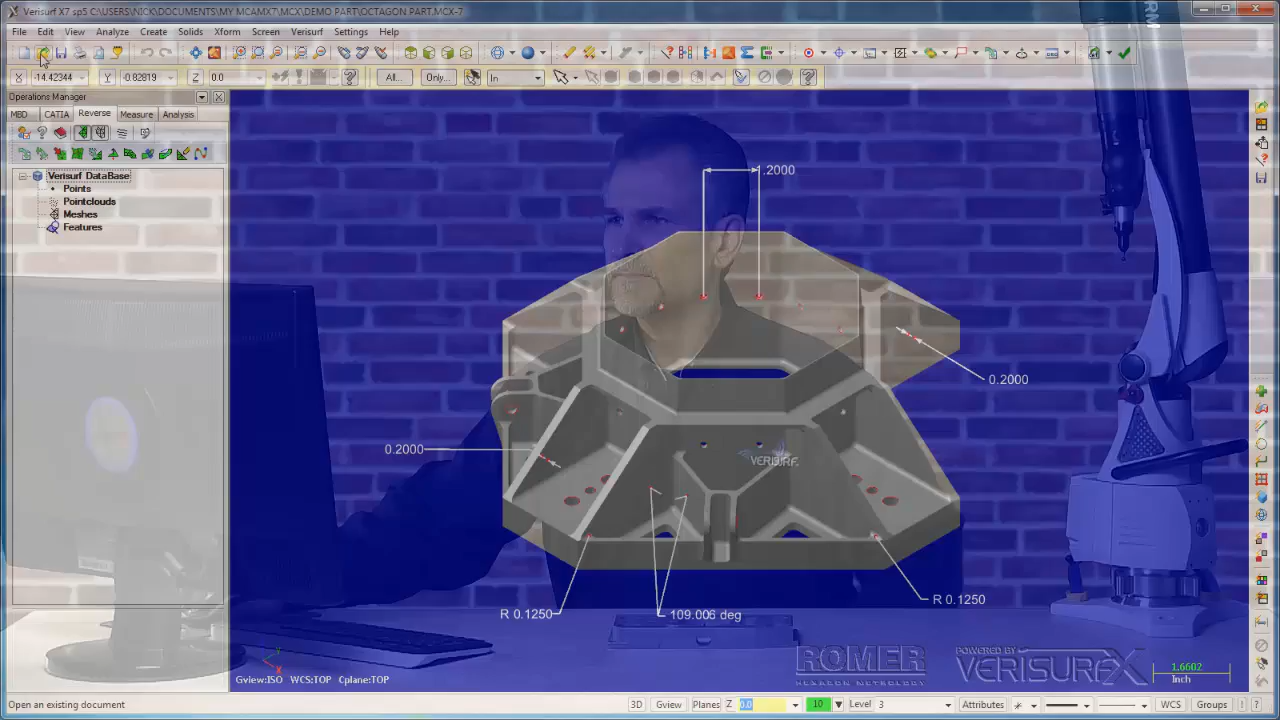 Verisurf X7 sp5 C:\USERS\NICK\DOCUMENTS\MY MCAMX7\MCX\DEMO PART\OCTAGON PART.MCX-7
File Edit View Analyze Create Solids Xform Screen Verisurf Settings Help
X -14.42344 Y -0.82819 Z 0.0 All... Only... In
Operations Manager
MBD CATIA Reverse Measure Analysis
Verisurf DataBase
Points
Pointclouds
Meshes
Features
RM
.2000
0.2000
0.2000
VERISURF.
R 0.1250
109.006 deg
R 0.1250
ROMER
HEXAGON METROLOGY
POWERED BY
VERISURF X
1.6602
Inch
Gview:ISO WCS:TOP Cplane:TOP
Open an existing document
3D Gview Planes Z 0.0 10 Level 3 Attributes WCS Groups ?